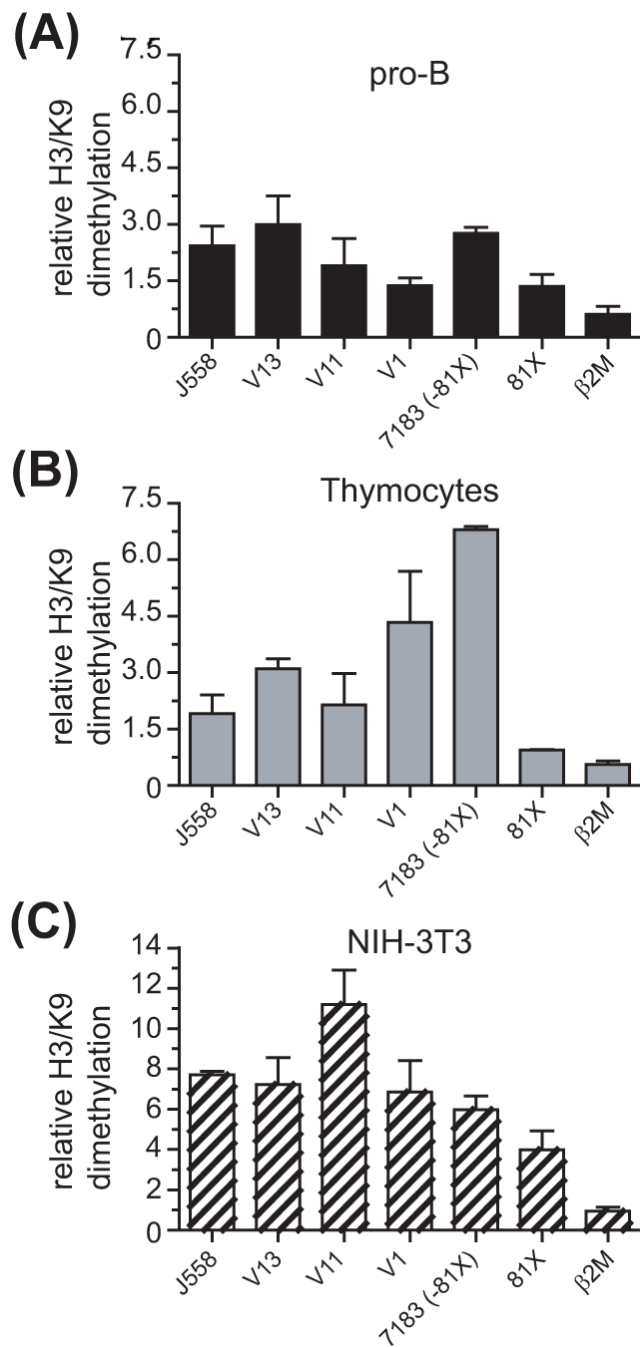 (A)
pro-B
relative H3/K9
dimethylation
7.5
6.0
4.5
3.0
1.5
0
J558
V13
V11
V1
7183 (-81X)
81X
β2M
(B)
Thymocytes
relative H3/K9
dimethylation
7.5
6.0
4.5
3.0
1.5
0
J558
V13
V11
V1
7183 (-81X)
81X
β2M
(C)
NIH-3T3
relative H3/K9
dimethylation
14
12
10
8
6
4
2
0
J558
V13
V11
V1
7183 (-81X)
81X
β2M